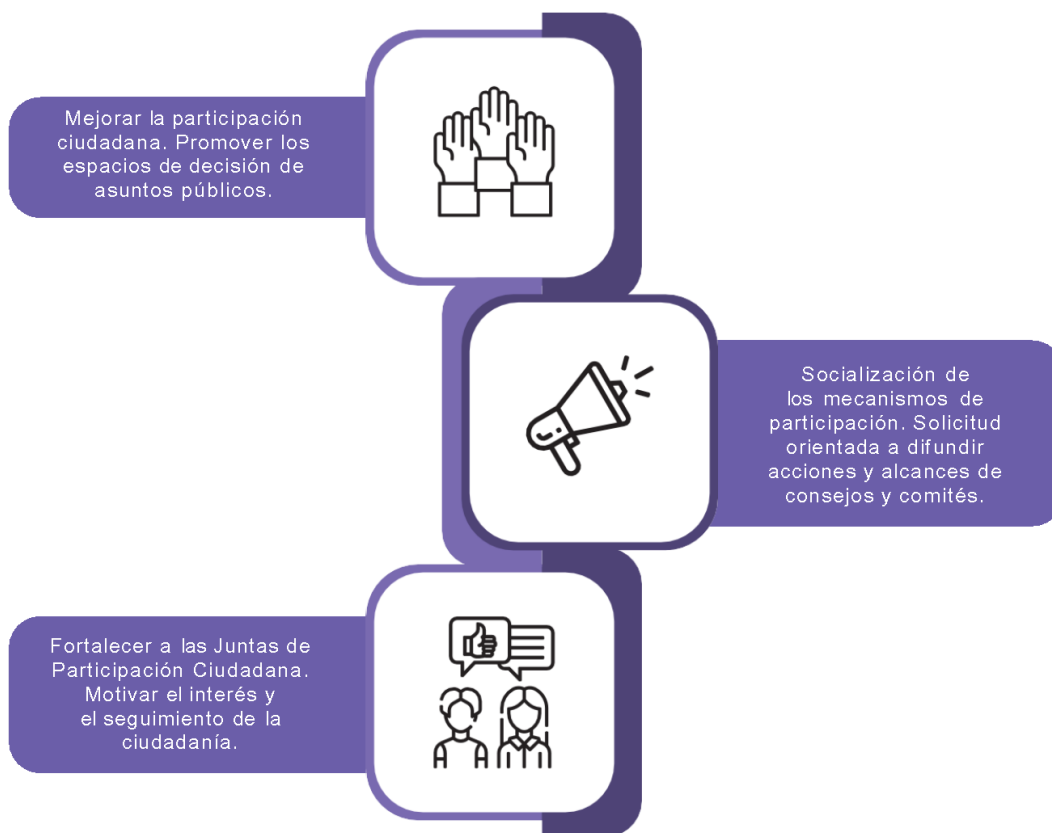 Mejorar la participación
ciudadana. Promover los
espacios de decisión de
asuntos públicos.
Socialización de
los mecanismos de
participación. Solicitud
orientada a difundir
acciones y alcances de
consejos y comités.
Fortalecer a las Juntas de
Participación Ciudadana.
Motivar el interés y
el seguimiento de la
ciudadanía.